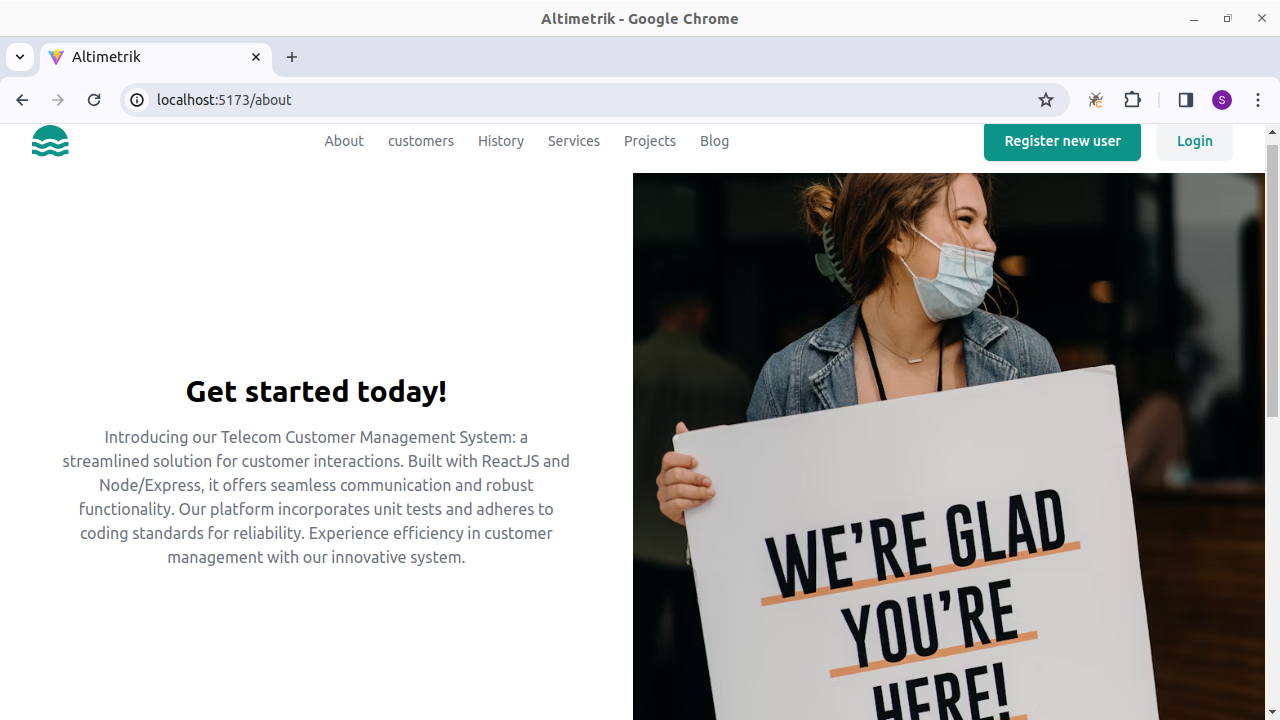 Altimetrik - Google Chrome
Altimetrik
localhost:5173/about
S
About customers History Services Projects Blog
Register new user Login
Get started today!
Introducing our Telecom Customer Management System: a
streamlined solution for customer interactions. Built with ReactJS and
Node/Express, it offers seamless communication and robust
functionality. Our platform incorporates unit tests and adheres to
coding standards for reliability. Experience efficiency in customer
management with our innovative system.
WE'RE GLAD
YOU'RE
HERE!